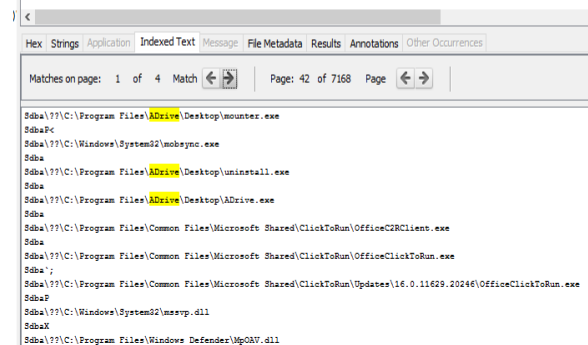 Hex Strings Application Indexed Text Message File Metadata Results Annotations Other Occurrences
Matches on page: 1 of 4 Match Page: 42 of 7168 Page
Sdba\??\C:\Program Files\ADrive\Desktop\mounter.exe
SdbaP<
Sdba\??\C:\Windows\System32\mobsync.exe
Sdba
Sdba\??\C:\Program Files\ADrive\Desktop\uninstall.exe
Sdba
Sdba\??\C:\Program Files\ADrive\Desktop\ADrive.exe
Sdba
Sdba\??\C:\Program Files\Common Files\Microsoft Shared\ClickToRun\OfficeC2RClient.exe
Sdba
Sdba\??\C:\Program Files\Common Files\Microsoft Shared\ClickToRun\OfficeClickToRun.exe
Sdba`;
Sdba\??\C:\Program Files\Common Files\Microsoft Shared\ClickToRun\Updates\16.0.11629.20246\OfficeClickToRun.exe
SdbaP
Sdba\??\C:\Windows\System32\mssvp.dll
SdbaX
Sdba\??\C:\Program Files\Windows Defender\MpOAV.dll